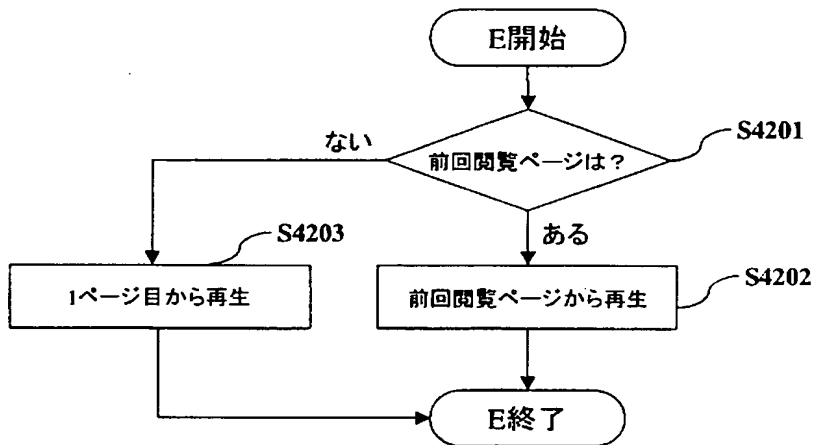 E開始
S4201
前回閲覧ページは?
ない
ある
S4203
1ページ目から再生
S4202
前回閲覧ページから再生
E終了